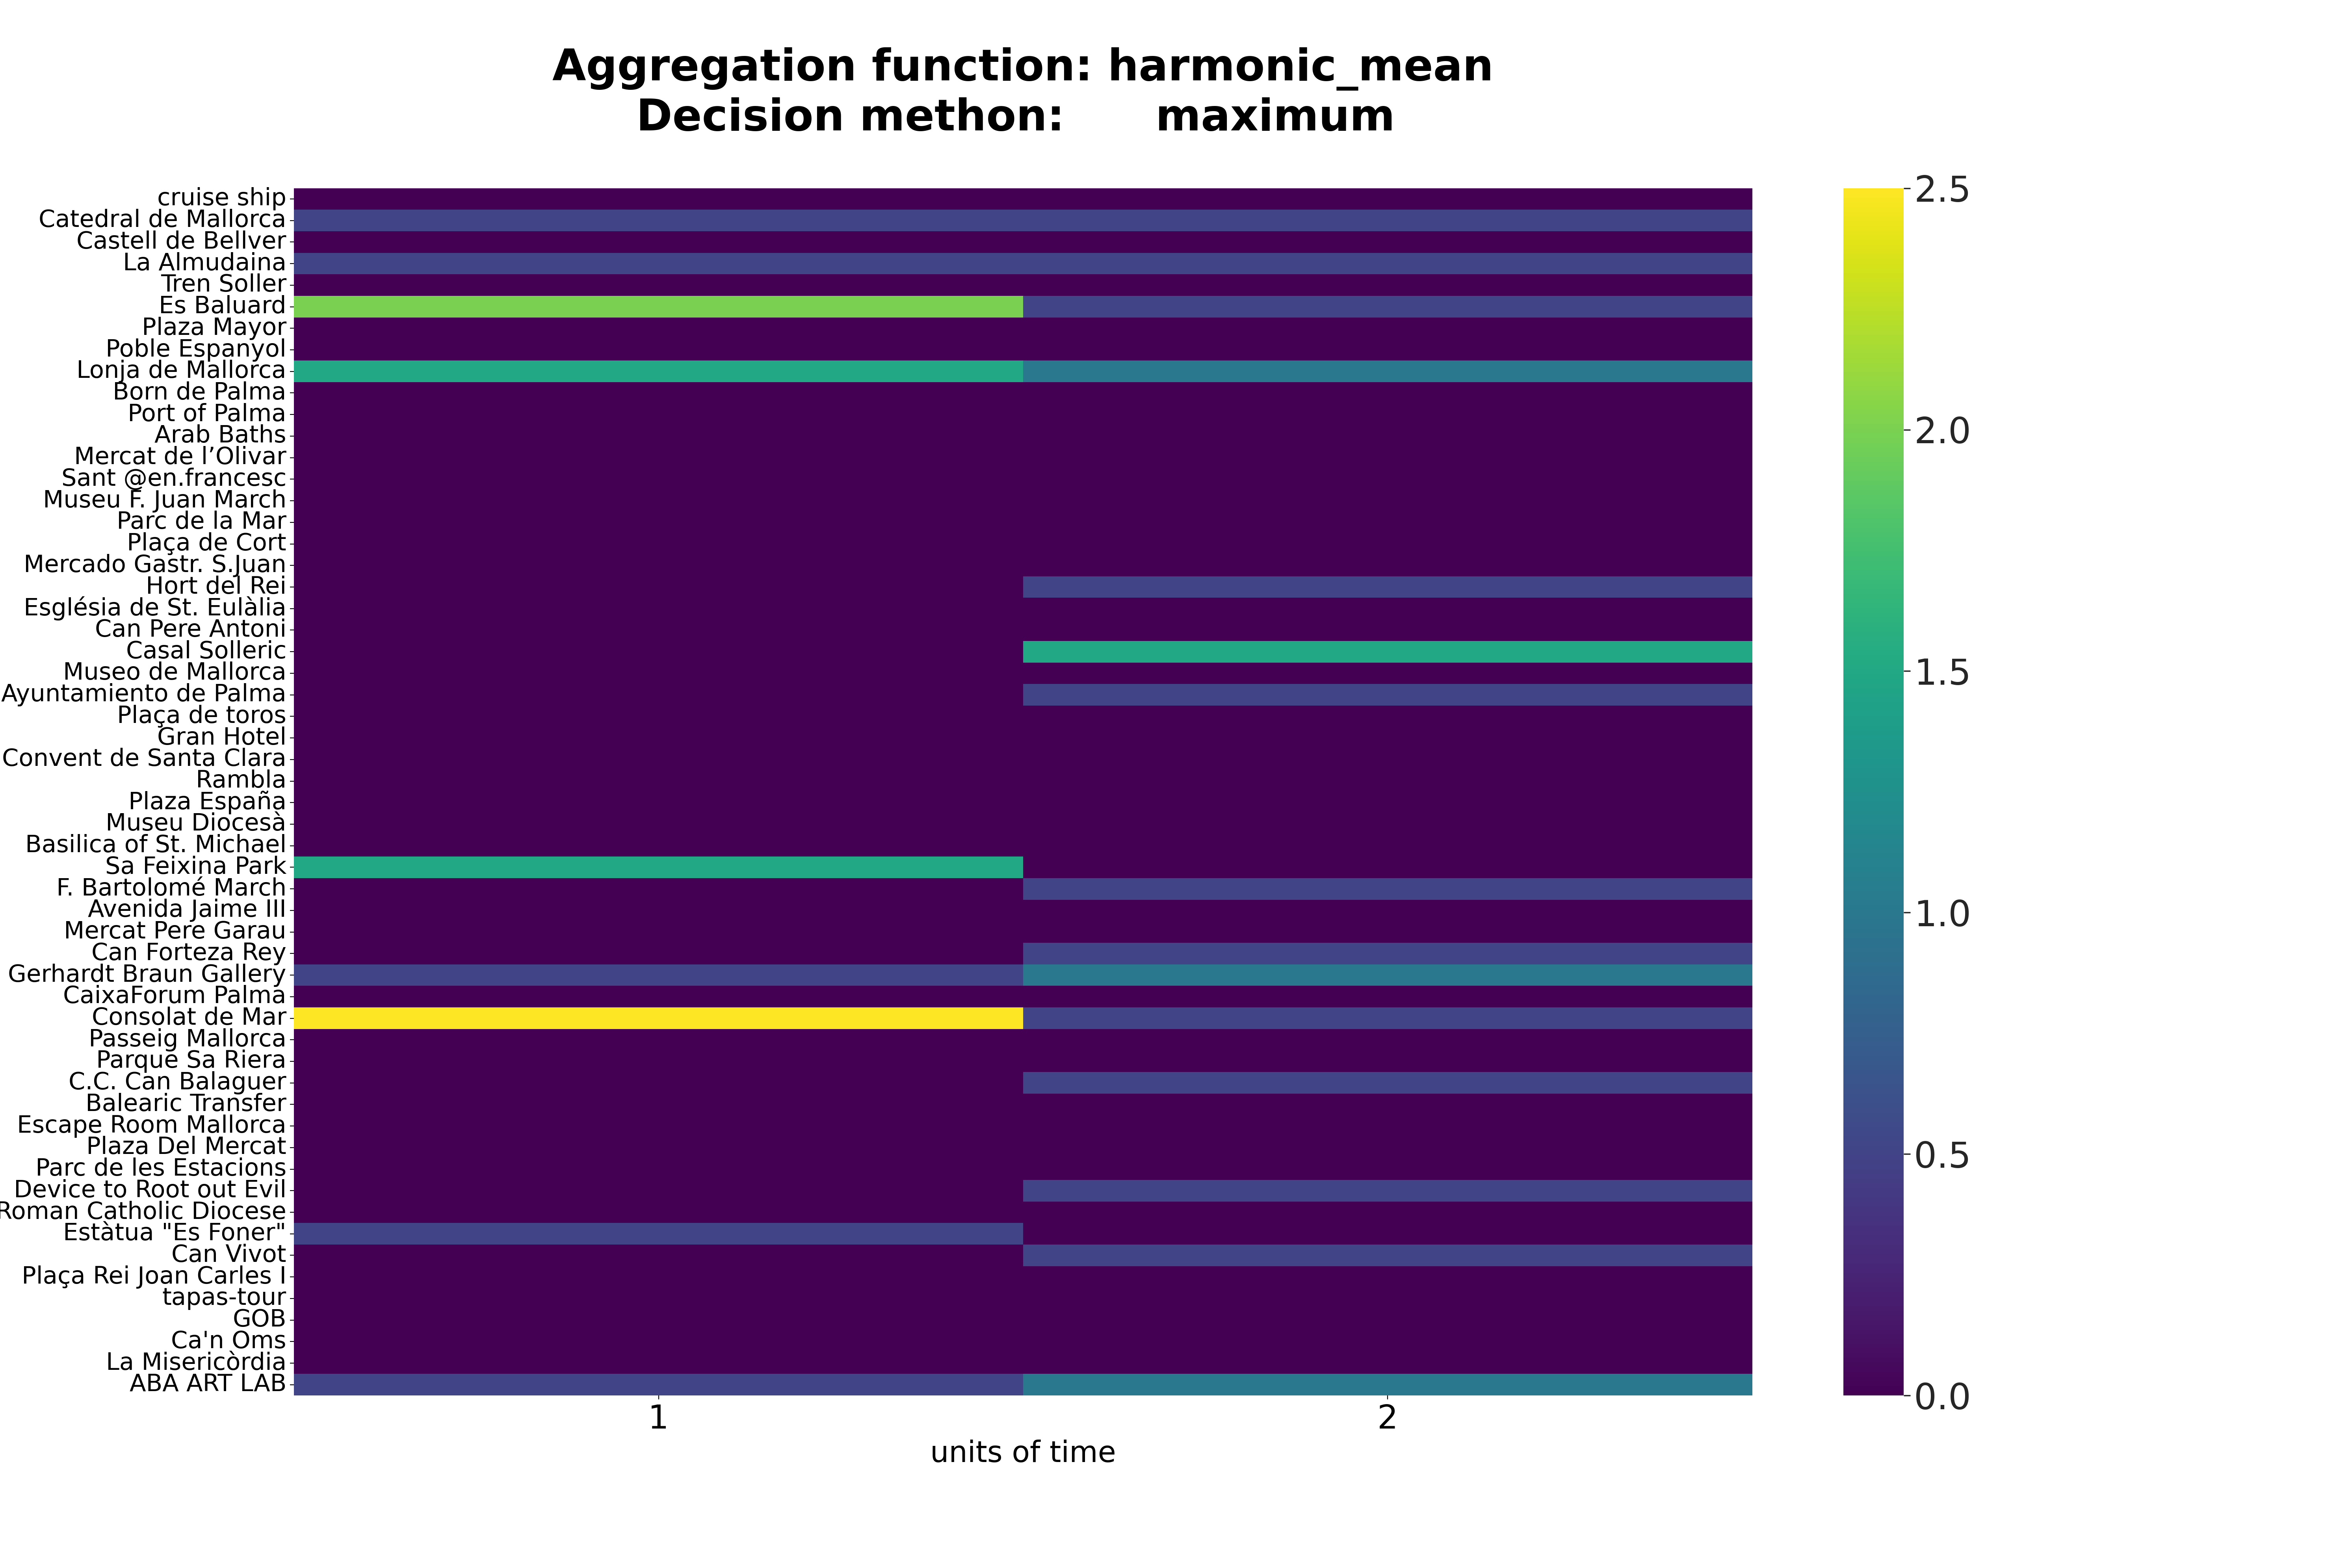 Aggregation function: harmonic_mean
Decision methon: maximum
cruise ship
Catedral de Mallorca
Castell de Bellver
La Almudaina
Tren Soller
Es Baluard
Plaza Mayor
Poble Espanyol
Lonja de Mallorca
Born de Palma
Port of Palma
Arab Baths
Mercat de l’Olivar
Sant @en.francesc
Museu F. Juan March
Parc de la Mar
Plaça de Cort
Mercado Gastr. S.Juan
Hort del Rei
Església de St. Eulàlia
Can Pere Antoni
Casal Solleric
Museo de Mallorca
Ayuntamiento de Palma
Plaça de toros
Gran Hotel
Convent de Santa Clara
Rambla
Plaza España
Museu Diocesà
Basilica of St. Michael
Sa Feixina Park
F. Bartolomé March
Avenida Jaime III
Mercat Pere Garau
Can Forteza Rey
Gerhardt Braun Gallery
CaixaForum Palma
Consolat de Mar
Passeig Mallorca
Parque Sa Riera
C.C. Can Balaguer
Balearic Transfer
Escape Room Mallorca
Plaza Del Mercat
Parc de les Estacions
Device to Root out Evil
Roman Catholic Diocese
Estàtua "Es Foner"
Can Vivot
Plaça Rei Joan Carles I
tapas-tour
GOB
Ca'n Oms
La Misericòrdia
ABA ART LAB
1 2
units of time
2.5
2.0
1.5
1.0
0.5
0.0